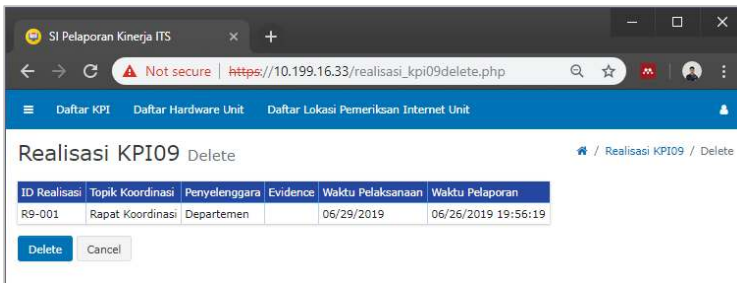 SI Pelaporan Kinerja ITS
Not secure | https://10.199.16.33/realisasi_kpi09delete.php
Daftar KPI Daftar Hardware Unit Daftar Lokasi Pemeriksan Internet Unit
Realisasi KPI09 Delete
/ Realisasi KPI09 / Delete
ID Realisasi Topik Koordinasi Penyelenggara Evidence Waktu Pelaksanaan Waktu Pelaporan
R9-001 Rapat Koordinasi Departemen 06/29/2019 06/26/2019 19:56:19
Delete Cancel